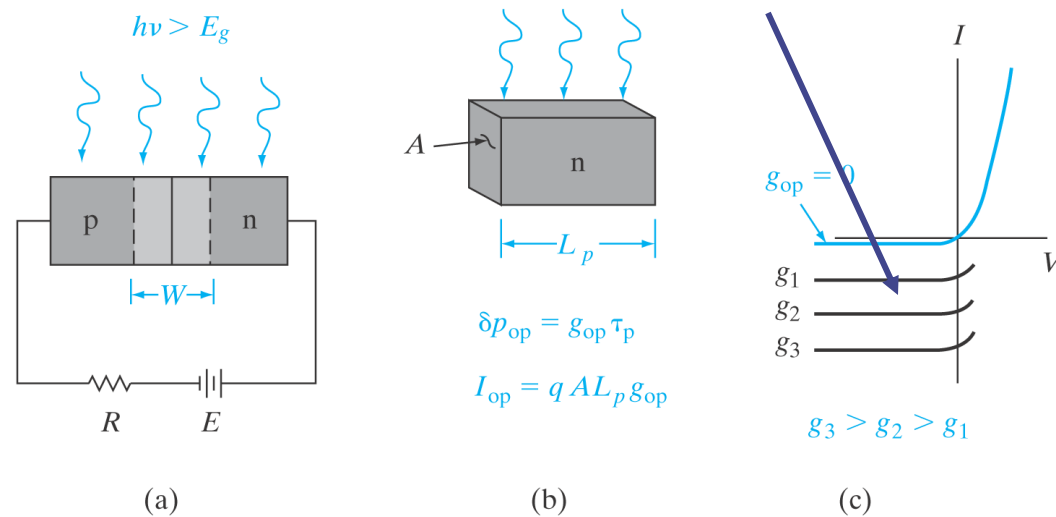 hν > E_g
p
n
W
R
E
(a)
A
n
L_p
δp_op = g_op τ_p
I_op = q AL_p g_op
(b)
I
g_op = 0
V
g_1
g_2
g_3
g_3 > g_2 > g_1
(c)